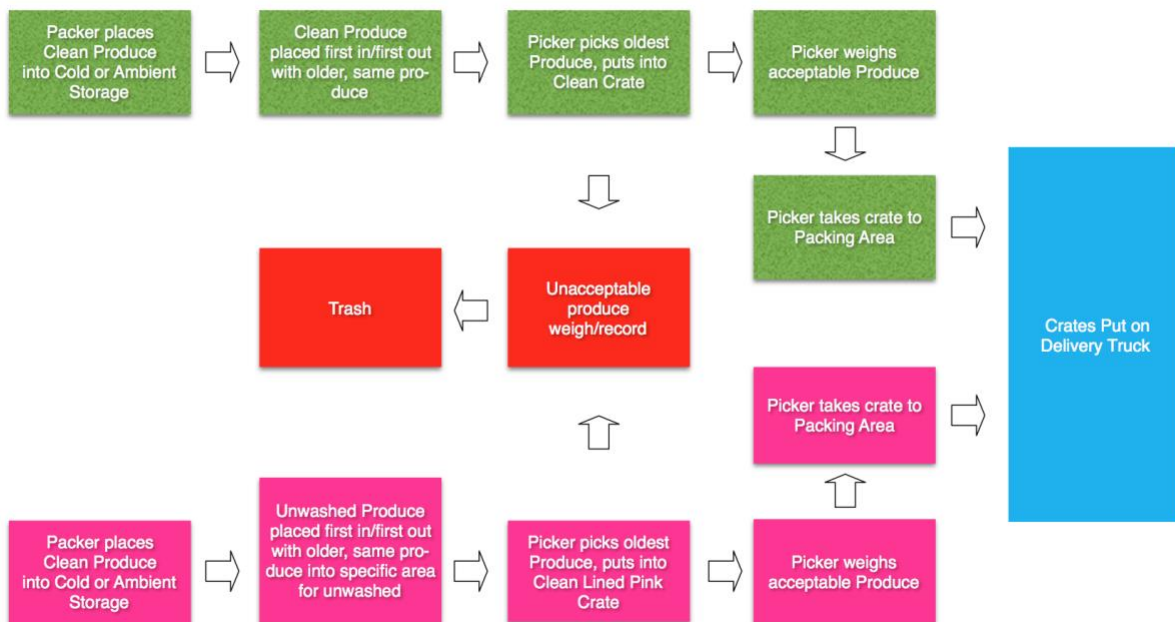 Packer places
Clean Produce
into Cold or Ambient
Storage
Clean Produce
placed first in/first out
with older, same pro-
duce
Picker picks oldest
Produce, puts into
Clean Crate
Picker weighs
acceptable Produce
Picker takes crate to
Packing Area
Trash
Unacceptable
produce
weigh/record
Crates Put on
Delivery Truck
Picker takes crate to
Packing Area
Packer places
Clean Produce
into Cold or Ambient
Storage
Unwashed Produce
placed first in/first out
with older, same pro-
duce into specific area
for unwashed
Picker picks oldest
Produce, puts into
Clean Lined Pink
Crate
Picker weighs
acceptable Produce